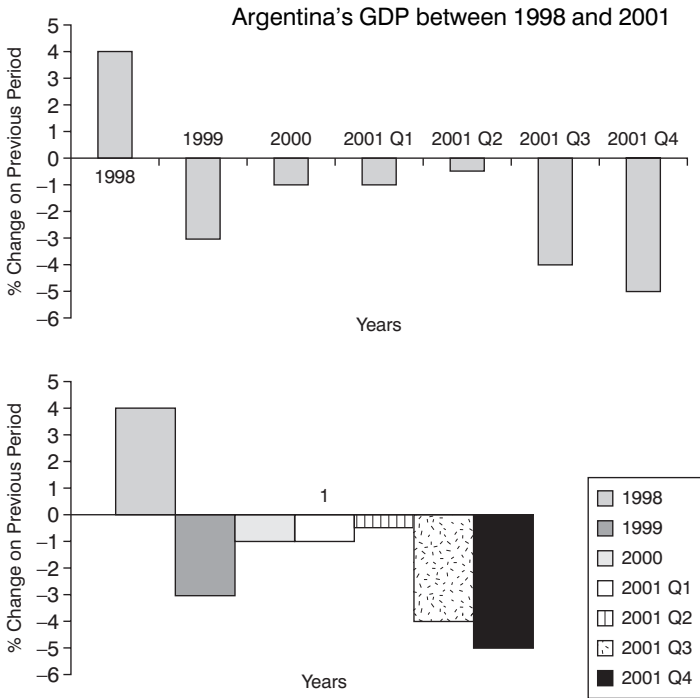 Argentina's GDP between 1998 and 2001
% Change on Previous Period
5
4
3
2
1
0
–1
–2
–3
–4
–5
–6
1999 2000 2001 Q1 2001 Q2 2001 Q3 2001 Q4
1998
Years
% Change on Previous Period
5
4
3
2
1
0
–1
–2
–3
–4
–5
–6
1
Years
1998
1999
2000
2001 Q1
2001 Q2
2001 Q3
2001 Q4